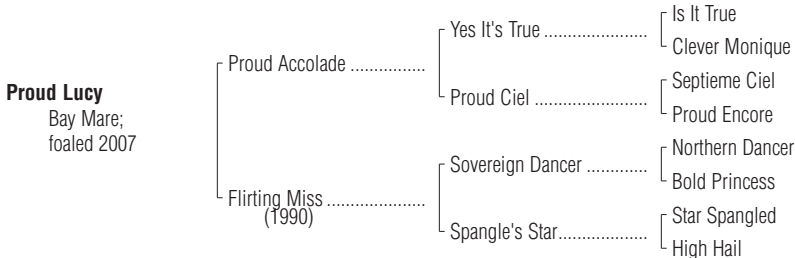 Proud Lucy
Bay Mare;
foaled 2007
Proud Accolade ................
Flirting Miss .....................
(1990)
Yes It's True ......................
Proud Ciel ........................
Sovereign Dancer .............
Spangle's Star...................
Is It True
Clever Monique
Septieme Ciel
Proud Encore
Northern Dancer
Bold Princess
Star Spangled
High Hail